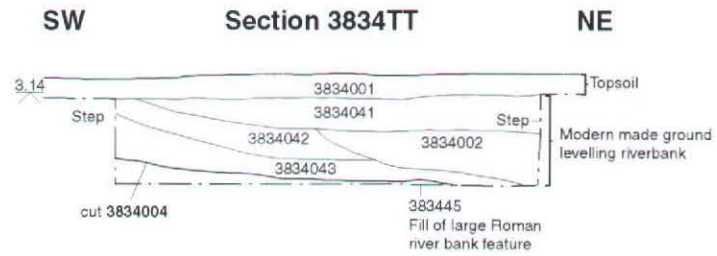 SW Section 3834TT NE
3.14
3834001
Topsoil
3834041
Step
Step
3834042
3834002
Modern made ground
levelling riverbank
3834043
cut 3834004
383445
Fill of large Roman
river bank feature